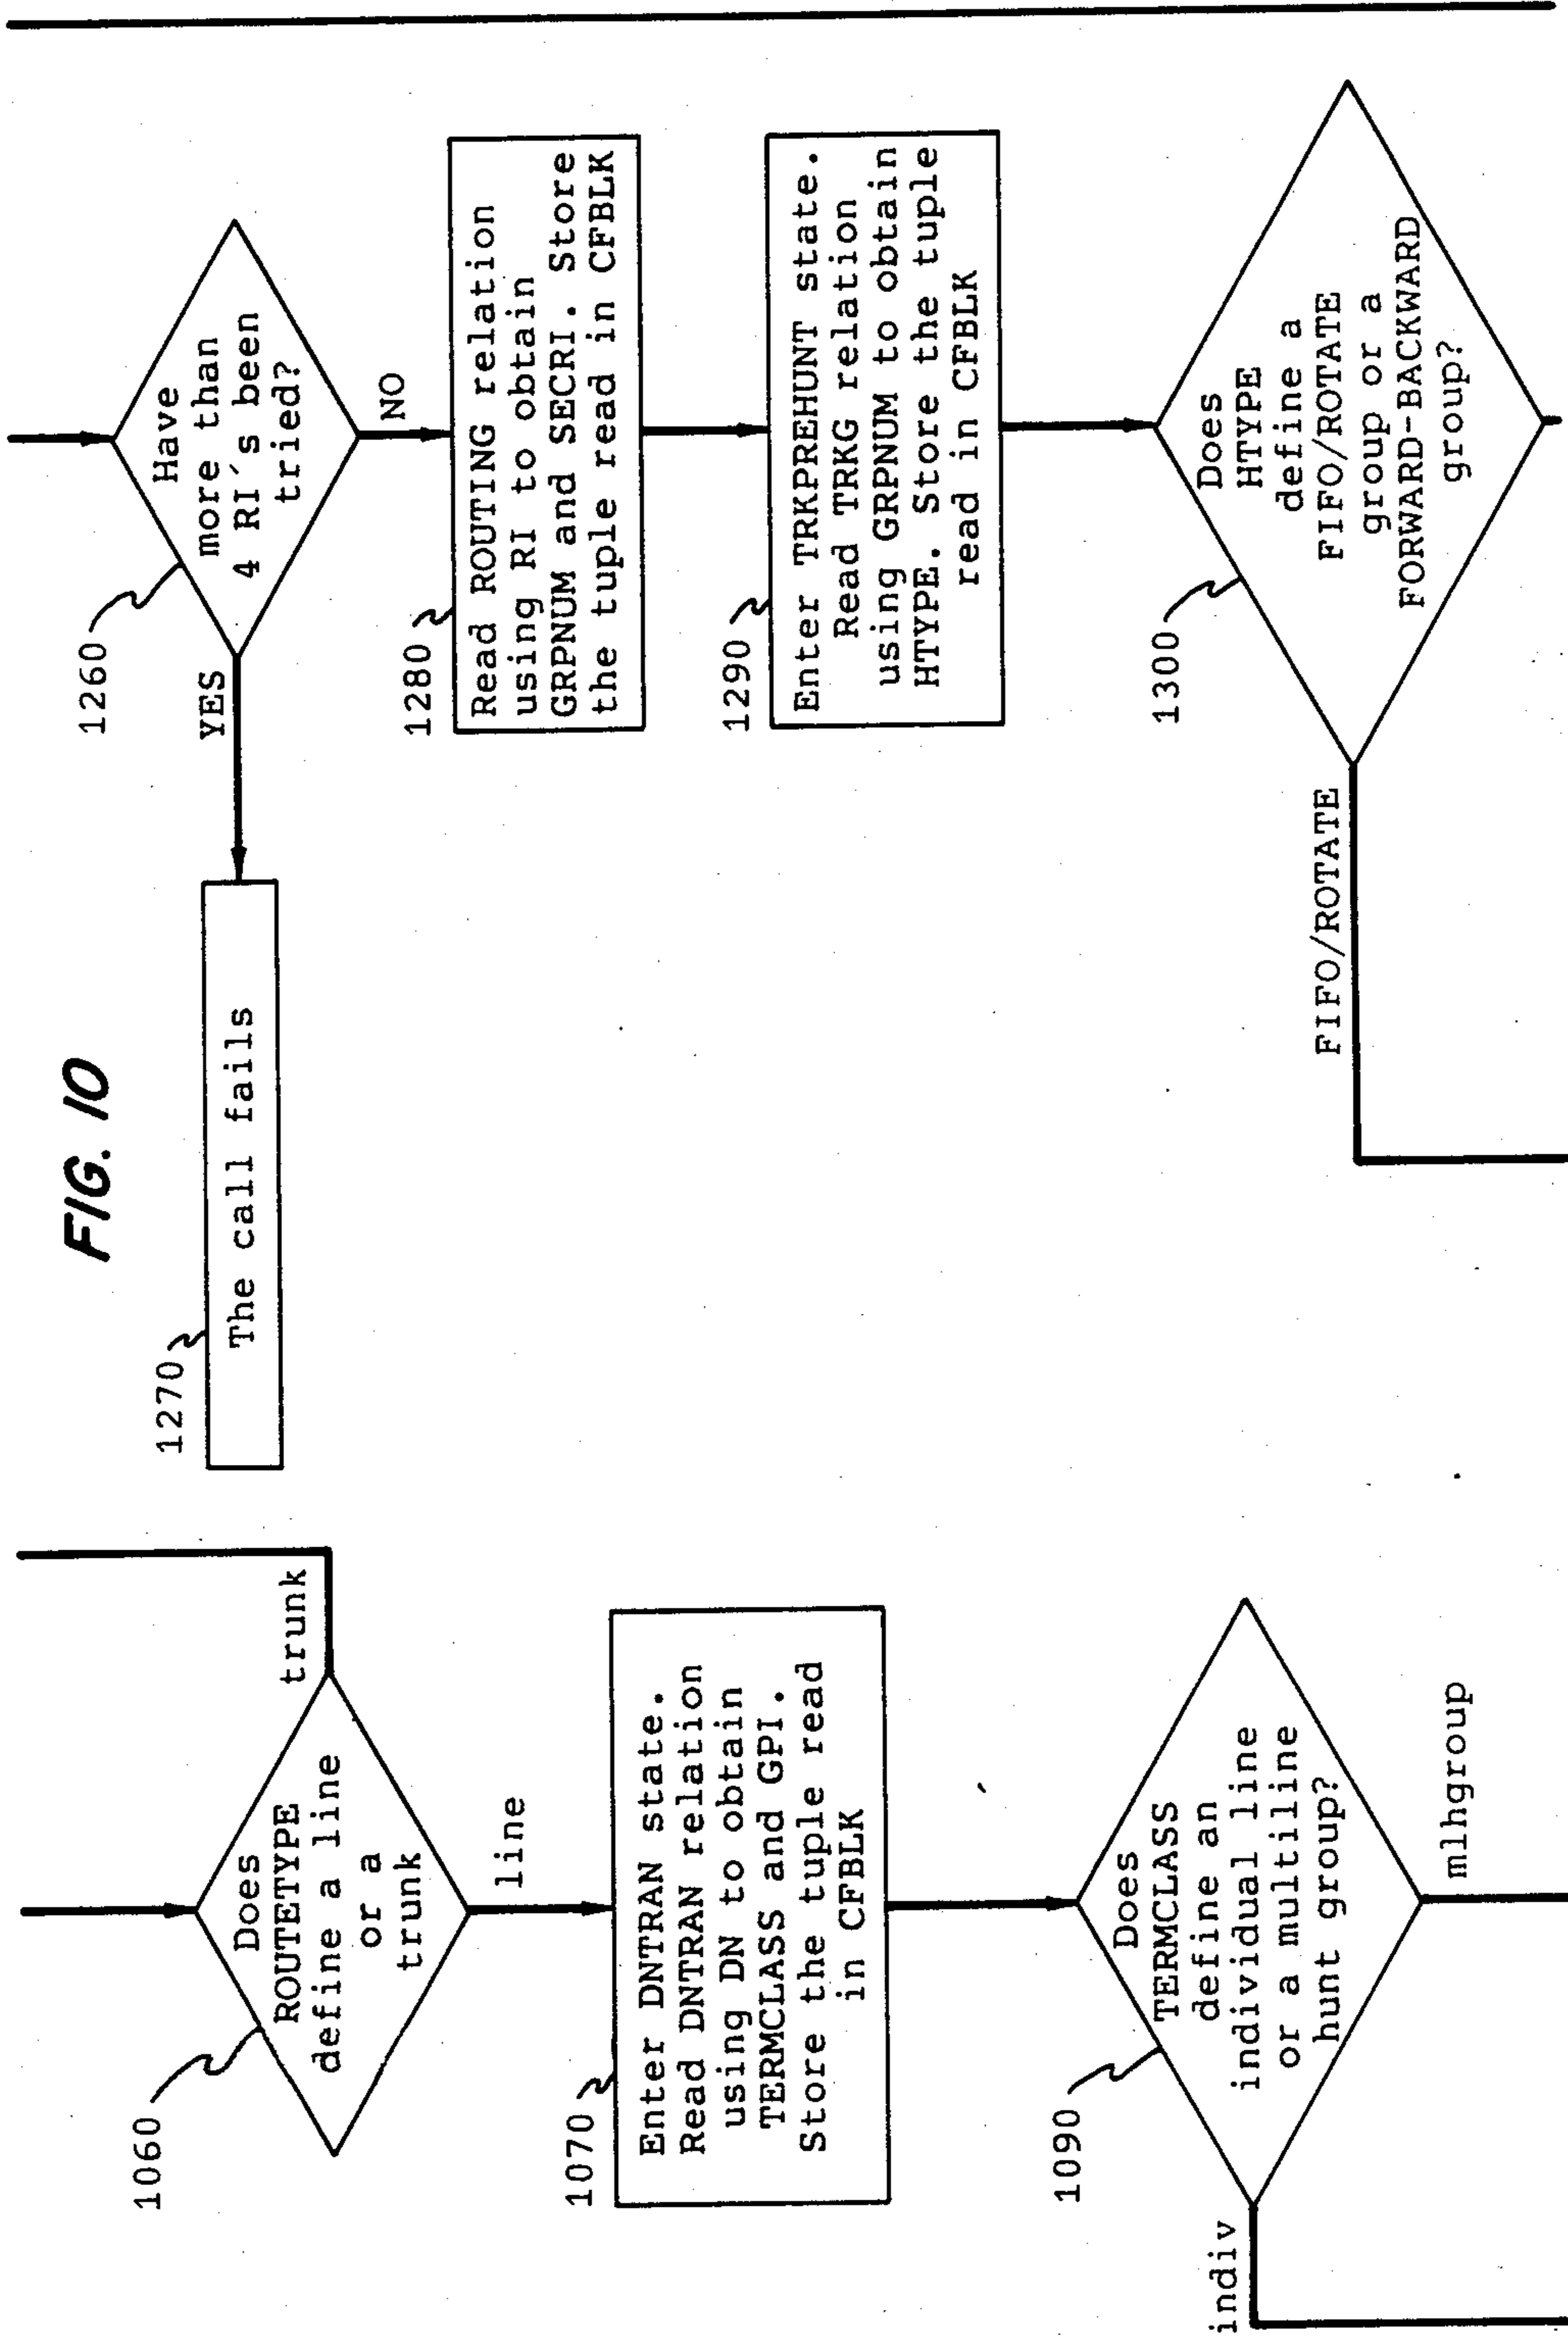 FIG. 10
1060
Does
ROUTETYPE
define a line
or a
trunk
trunk
line
1070
Enter DNTRAN state.
Read DNTRAN relation
using DN to obtain
TERMCLASS and GPI.
Store the tuple read
in CFBLK
1090
Does
TERMCLASS
define an
individual line
or a multiline
hunt group?
indiv
mlhgroup
1260
Have
more than
4 RI's been
tried?
YES
NO
1270
The call fails
1280
Read ROUTING relation
using RI to obtain
GRPNUM and SECRI. Store
the tuple read in CFBLK
1290
Enter TRKPREHUNT state.
Read TRKG relation
using GRPNUM to obtain
HTYPE. Store the tuple
read in CFBLK
1300
Does
HTYPE
define a
FIFO/ROTATE
group or a
FORWARD-BACKWARD
group?
FIFO/ROTATE